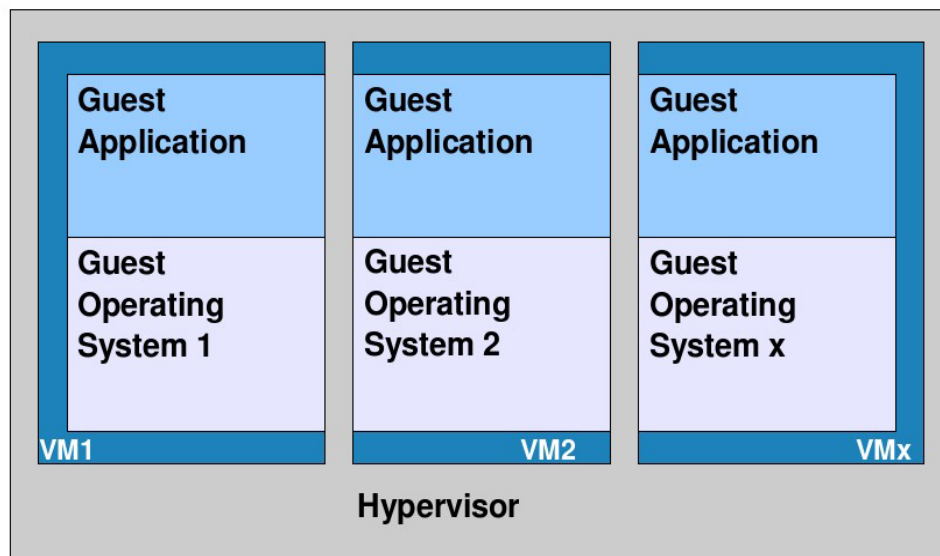 Guest
Application
Guest
Operating
System 1
VM1
Guest
Application
Guest
Operating
System 2
VM2
Guest
Application
Guest
Operating
System x
VMx
Hypervisor